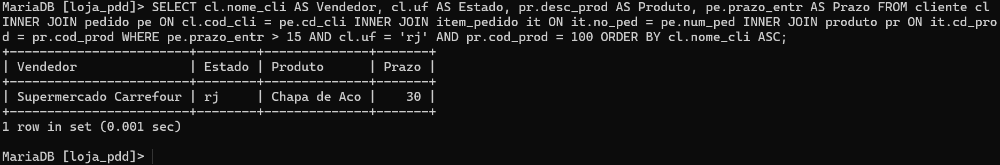 MariaDB [loja_pdd]> SELECT cl.nome_cli AS Vendedor, cl.uf AS Estado, pr.desc_prod AS Produto, pe.prazo_entr AS Prazo FROM cliente cl
INNER JOIN pedido pe ON cl.cod_cli = pe.cd_cli INNER JOIN item_pedido it ON it.no_ped = pe.num_ped INNER JOIN produto pr ON it.cd_pro
d = pr.cod_prod WHERE pe.prazo_entr > 15 AND cl.uf = 'rj' AND pr.cod_prod = 100 ORDER BY cl.nome_cli ASC;
+------------------------+--------+--------------+-------+
| Vendedor               | Estado | Produto      | Prazo |
+------------------------+--------+--------------+-------+
| Supermercado Carrefour | rj     | Chapa de Aco |    30 |
+------------------------+--------+--------------+-------+
1 row in set (0.001 sec)
MariaDB [loja_pdd]>